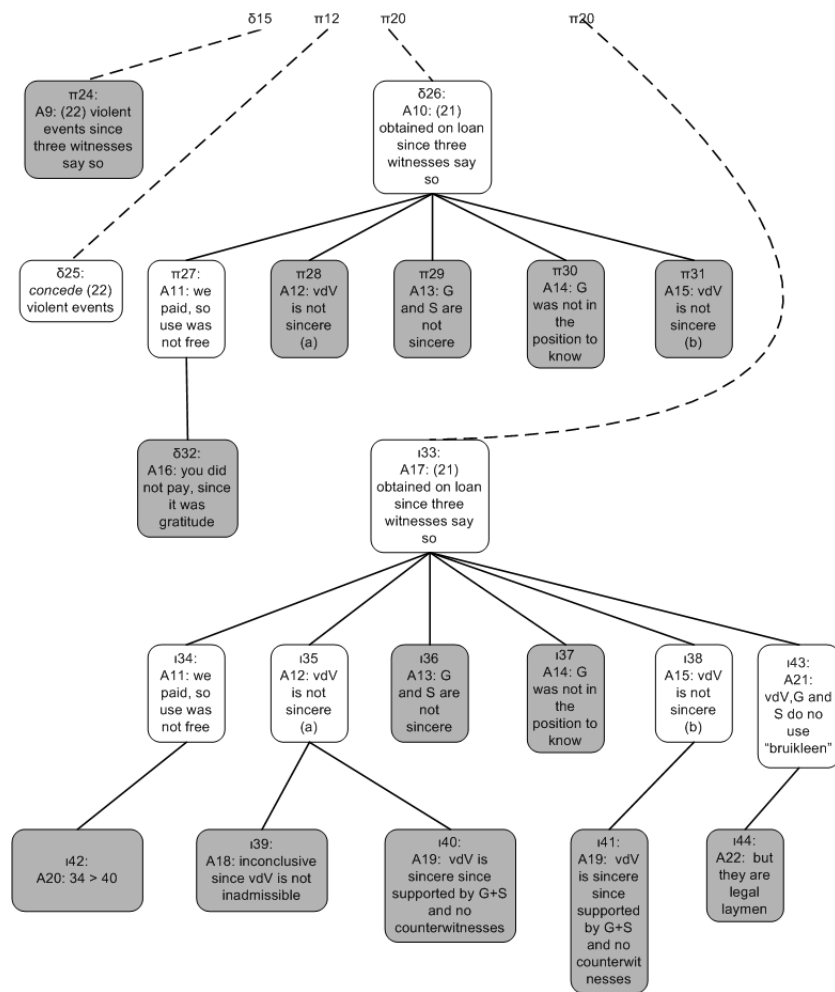 δ15
π12
π20
π20
π24:
A9: (22) violent
events since
three witnesses
say so
δ26:
A10: (21)
obtained on loan
since three
witnesses say
so
δ25:
concede (22)
violent events
π27:
A11: we
paid, so
use was
not free
π28
A12: vdV
is not
sincere
(a)
π29
A13: G
and S are
not
sincere
π30
A14: G
was not in
the
position to
know
π31
A15: vdV
is not
sincere
(b)
δ32:
A16: you did
not pay, since
it was
gratitude
ι33:
A17: (21)
obtained on loan
since three
witnesses say
so
ι34:
A11: we
paid, so
use was
not free
ι35
A12: vdV
is not
sincere
(a)
ι36
A13: G
and S are
not
sincere
ι37
A14: G
was not in
the
position to
know
ι38
A15: vdV
is not
sincere
(b)
ι43:
A21:
vdV,G and
S do no
use
“bruikleen”
ι42:
A20: 34 > 40
ι39:
A18: inconclusive
since vdV is not
inadmissible
ι40:
A19: vdV is
sincere since
supported by G+S
and no
counterwitnesses
ι41:
A19: vdV
is sincere
since
supported
by G+S
and no
counterwit
nesses
ι44:
A22: but
they are
legal
laymen